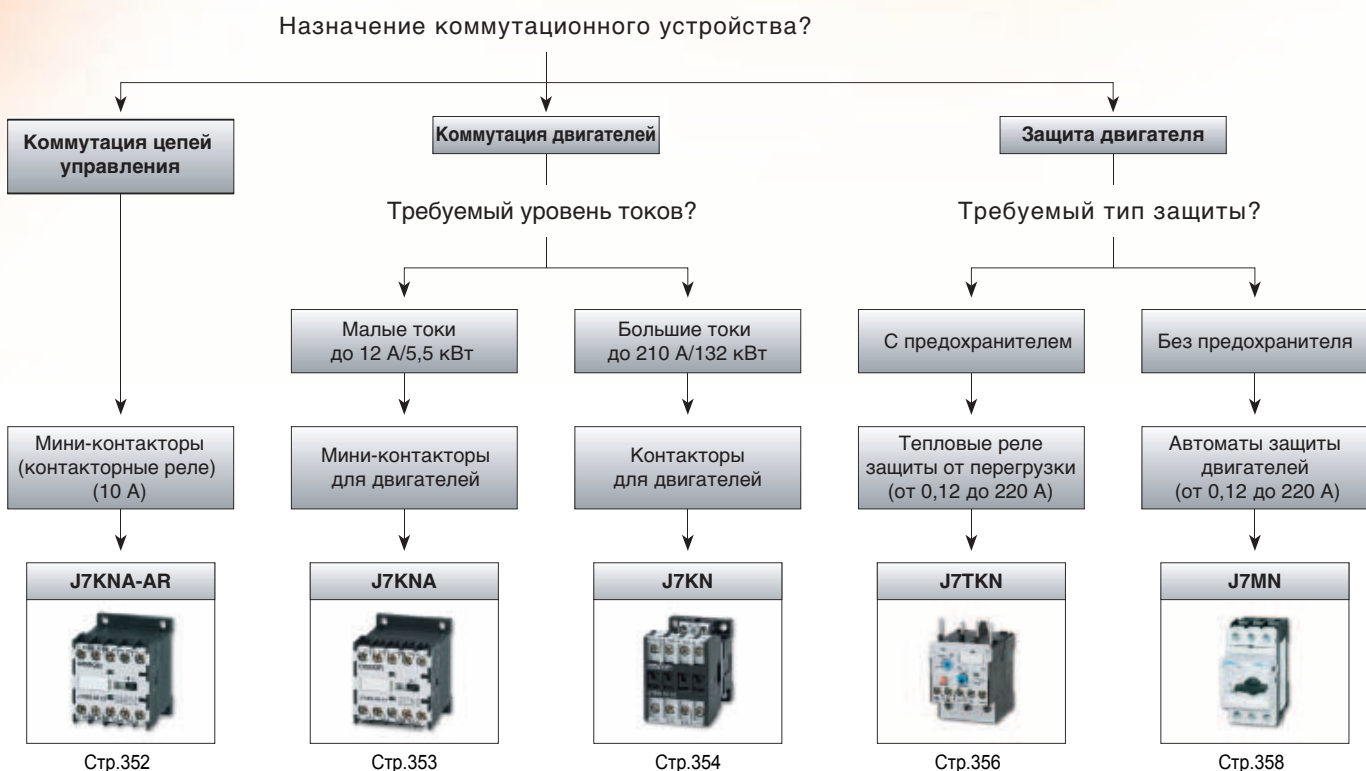 Назначение коммутационного устройства?
Коммутация цепей
управления
Коммутация двигателей
Защита двигателя
Требуемый уровень токов?
Требуемый тип защиты?
Малые токи
до 12 А/5,5 кВт
Большие токи
до 210 А/132 кВт
С предохранителем
Без предохранителя
Мини-контакторы
(контакторные реле)
(10 А)
Мини-контакторы
для двигателей
Контакторы
для двигателей
Тепловые реле
защиты от перегрузки
(от 0,12 до 220 А)
Автоматы защиты
двигателей
(от 0,12 до 220 А)
J7KNA-AR
J7KNA
J7KN
J7TKN
J7MN
Стр.352
Стр.353
Стр.354
Стр.356
Стр.358